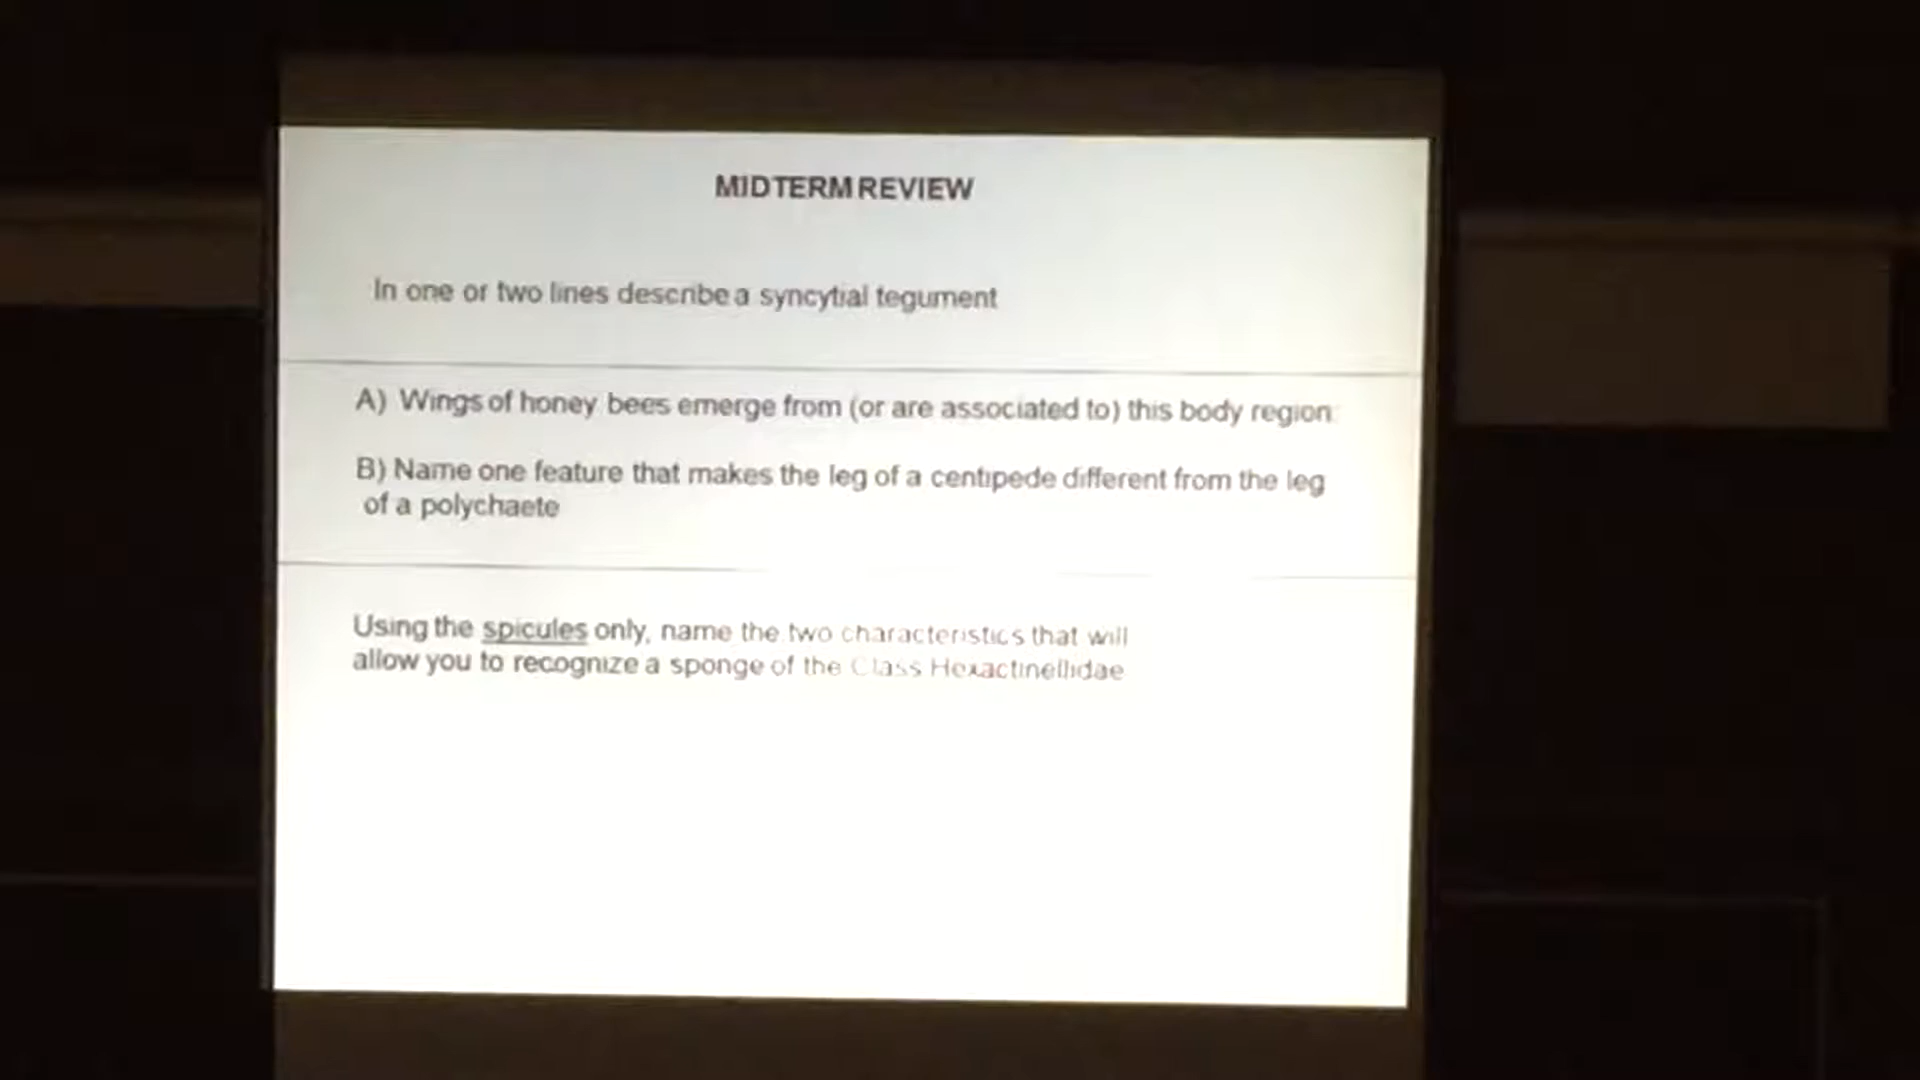 MIDTERM REVIEW
In one or two lines describe a syncytial tegument
A) Wings of honey bees emerge from (or are associated to) this body region:
B) Name one feature that makes the leg of a centipede different from the leg
of a polychaete
Using the spicules only, name the two characteristics that will
allow you to recognize a sponge of the Class Hexactinellidae